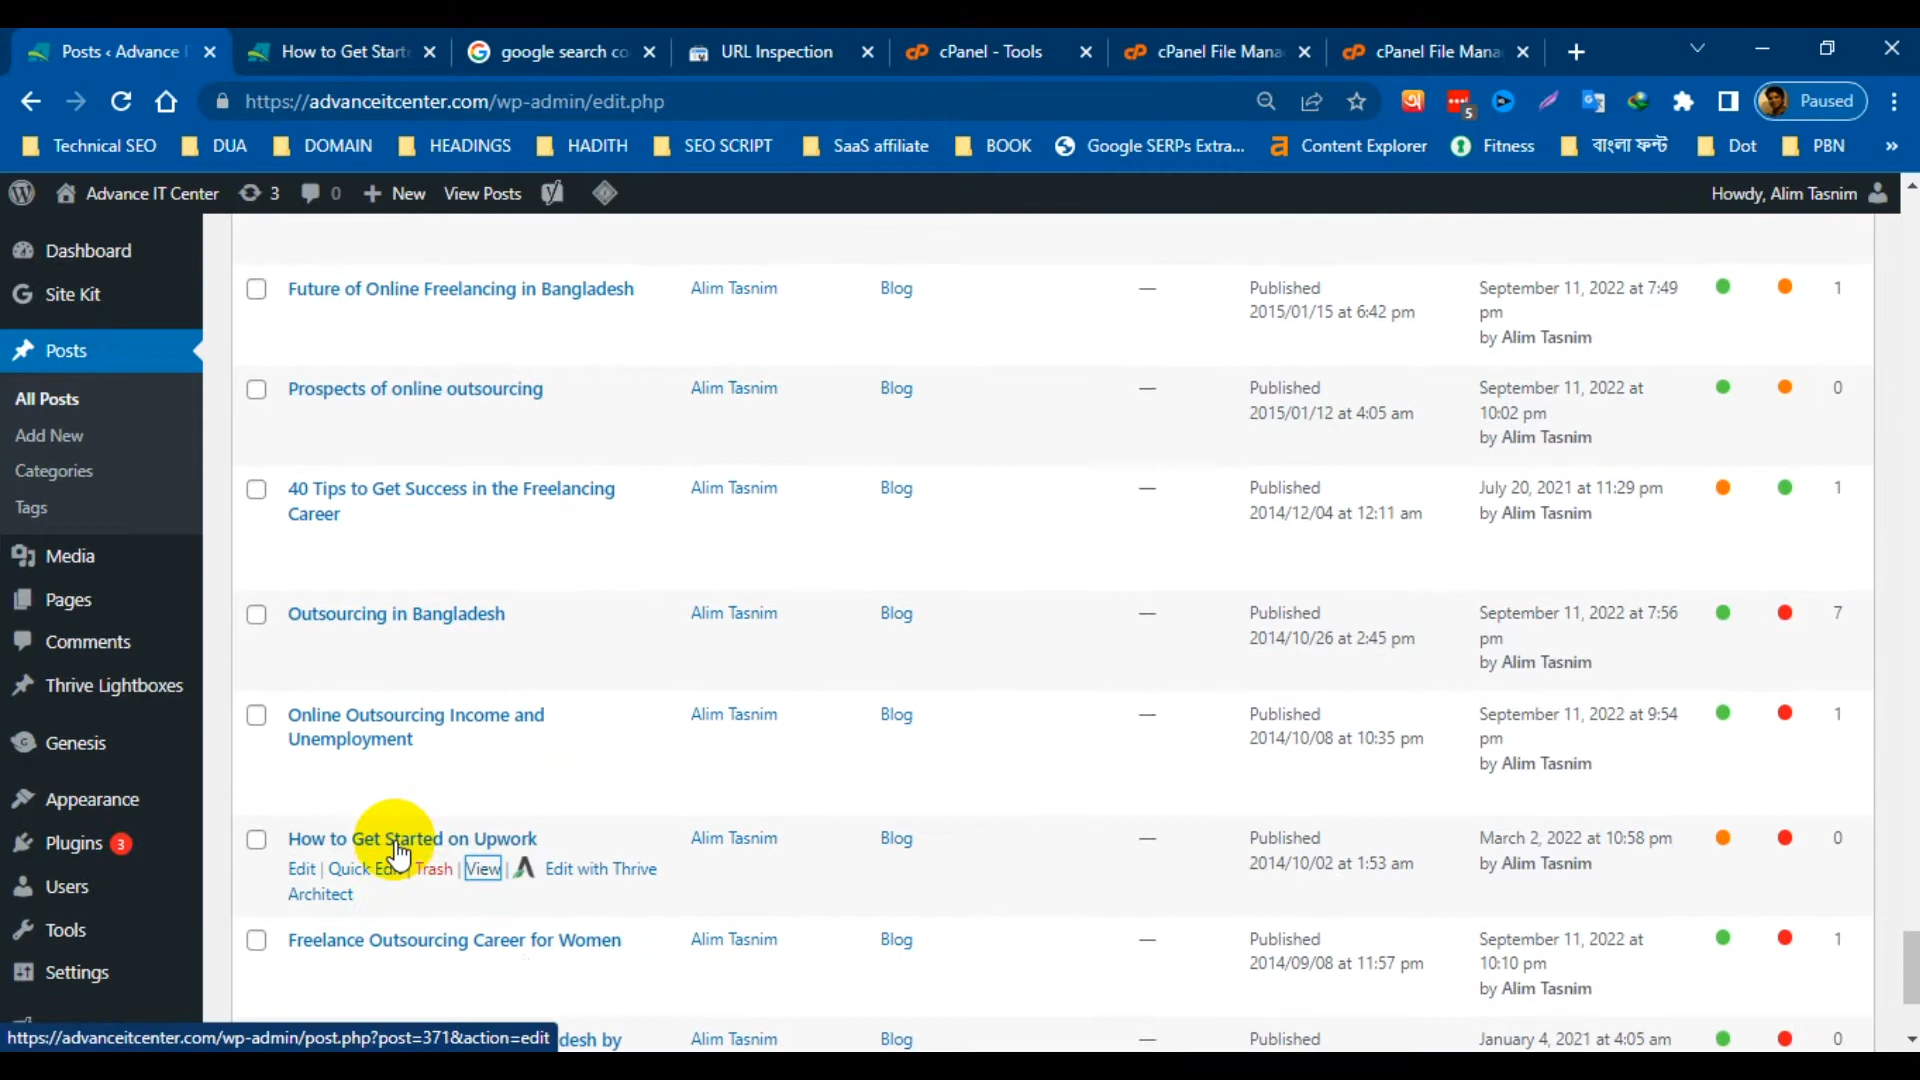 Posts ‹ Advance I
How to Get Start
google search co
URL Inspection
cPanel - Tools
cPanel File Mana
cPanel File Mana
https://advanceitcenter.com/wp-admin/edit.php
5
Paused
Technical SEO
DUA
DOMAIN
HEADINGS
HADITH
SEO SCRIPT
SaaS affiliate
BOOK
Google SERPs Extra...
Content Explorer
Fitness
বাংলা ফন্ট
Dot
PBN
»
Advance IT Center
3
0
New
View Posts
Howdy, Alim Tasnim
Dashboard
Site Kit
Posts
All Posts
Add New
Categories
Tags
Media
Pages
Comments
Thrive Lightboxes
Genesis
Appearance
Plugins 3
Users
Tools
Settings
Future of Online Freelancing in Bangladesh
Alim Tasnim
Blog
—
Published
2015/01/15 at 6:42 pm
September 11, 2022 at 7:49
pm
by Alim Tasnim
1
Prospects of online outsourcing
Alim Tasnim
Blog
—
Published
2015/01/12 at 4:05 am
September 11, 2022 at
10:02 pm
by Alim Tasnim
0
40 Tips to Get Success in the Freelancing
Career
Alim Tasnim
Blog
—
Published
2014/12/04 at 12:11 am
July 20, 2021 at 11:29 pm
by Alim Tasnim
1
Outsourcing in Bangladesh
Alim Tasnim
Blog
—
Published
2014/10/26 at 2:45 pm
September 11, 2022 at 7:56
pm
by Alim Tasnim
7
Online Outsourcing Income and
Unemployment
Alim Tasnim
Blog
—
Published
2014/10/08 at 10:35 pm
September 11, 2022 at 9:54
pm
by Alim Tasnim
1
How to Get Started on Upwork
Edit | Quick Edit | Trash | View | Edit with Thrive
Architect
Alim Tasnim
Blog
—
Published
2014/10/02 at 1:53 am
March 2, 2022 at 10:58 pm
by Alim Tasnim
0
Freelance Outsourcing Career for Women
Alim Tasnim
Blog
—
Published
2014/09/08 at 11:57 pm
September 11, 2022 at
10:10 pm
by Alim Tasnim
1
desh by
Alim Tasnim
Blog
—
Published
January 4, 2021 at 4:05 am
0
https://advanceitcenter.com/wp-admin/post.php?post=371&action=edit